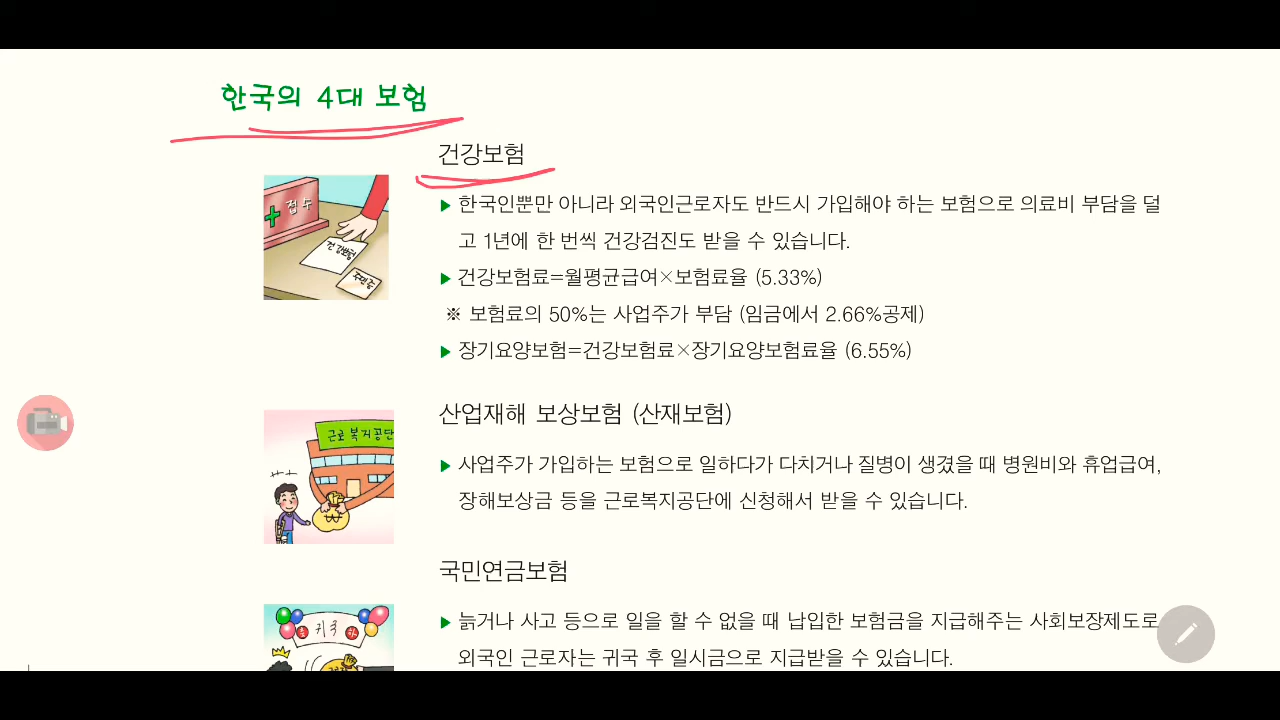 한국의 4대 보험
건강보험
접수
건강보험
▶ 한국인뿐만 아니라 외국인근로자도 반드시 가입해야 하는 보험으로 의료비 부담을 덜
고 1년에 한 번씩 건강검진도 받을 수 있습니다.
▶ 건강보험료=월평균급여×보험료율 (5.33%)
※ 보험료의 50%는 사업주가 부담 (임금에서 2.66%공제)
▶ 장기요양보험=건강보험료×장기요양보험료율 (6.55%)
산업재해 보상보험 (산재보험)
근로복지공단
▶ 사업주가 가입하는 보험으로 일하다가 다치거나 질병이 생겼을 때 병원비와 휴업급여,
장해보상금 등을 근로복지공단에 신청해서 받을 수 있습니다.
국민연금보험
귀국
▶ 늙거나 사고 등으로 일을 할 수 없을 때 납입한 보험금을 지급해주는 사회보장제도로
외국인 근로자는 귀국 후 일시금으로 지급받을 수 있습니다.